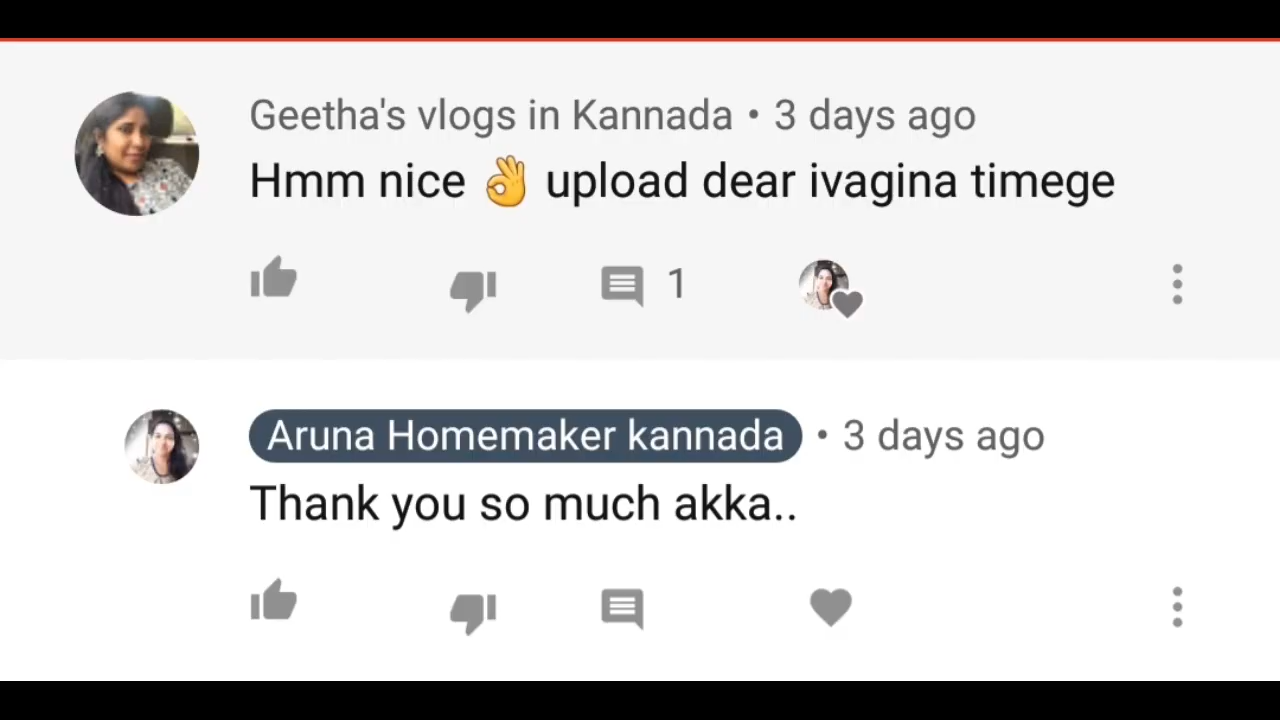 Geetha's vlogs in Kannada • 3 days ago
Hmm nice 👌 upload dear ivagina timege
1
Aruna Homemaker kannada • 3 days ago
Thank you so much akka..